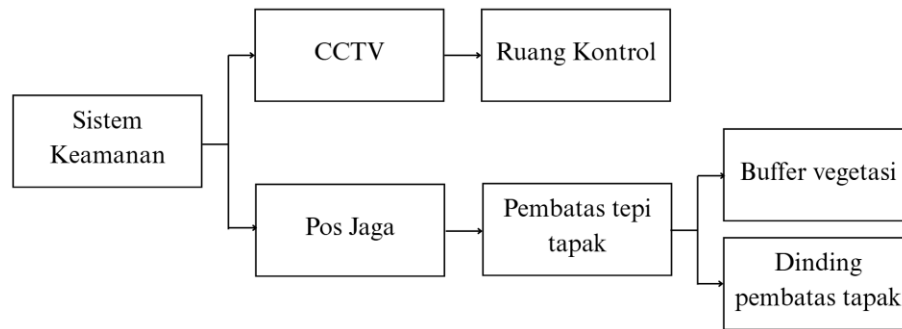 CCTV
Ruang Kontrol
Sistem
Keamanan
Buffer vegetasi
Pos Jaga
Pembatas tepi
tapak
Dinding
pembatas tapak